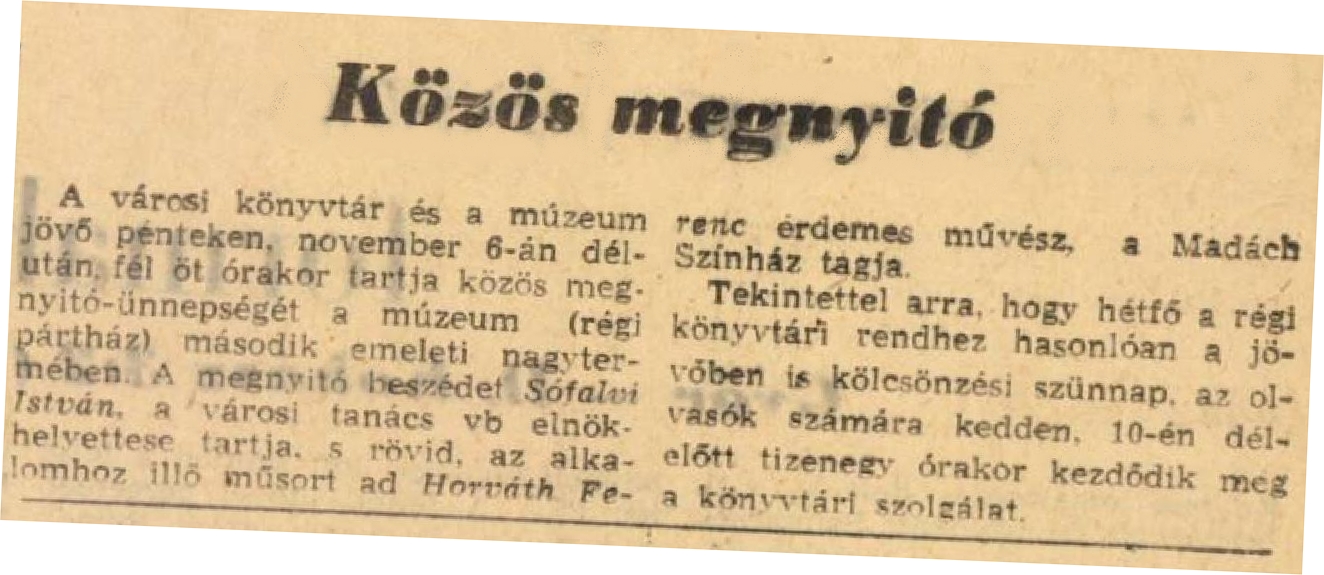 Közös megnyitó
A városi könyvtár és a múzeum
jövő pénteken, november 6-án dél-
után, fél öt órakor tartja közös meg-
nyitó-ünnepségét a múzeum (régi
pártház) második emeleti nagyter-
mében. A megnyitó beszédet Sófalvi
István, a városi tanács vb elnök-
helyettese tartja, s rövid, az alka-
lomhoz illő műsort ad Horváth Fe-
renc érdemes művész, a Madách
Színház tagja.
Tekintettel arra, hogy hétfő a régi
könyvtári rendhez hasonlóan a jö-
vőben is kölcsönzési szünnap, az ol-
vasók számára kedden, 10-én dél-
előtt tizenegy órakor kezdődik meg
a könyvtári szolgálat.